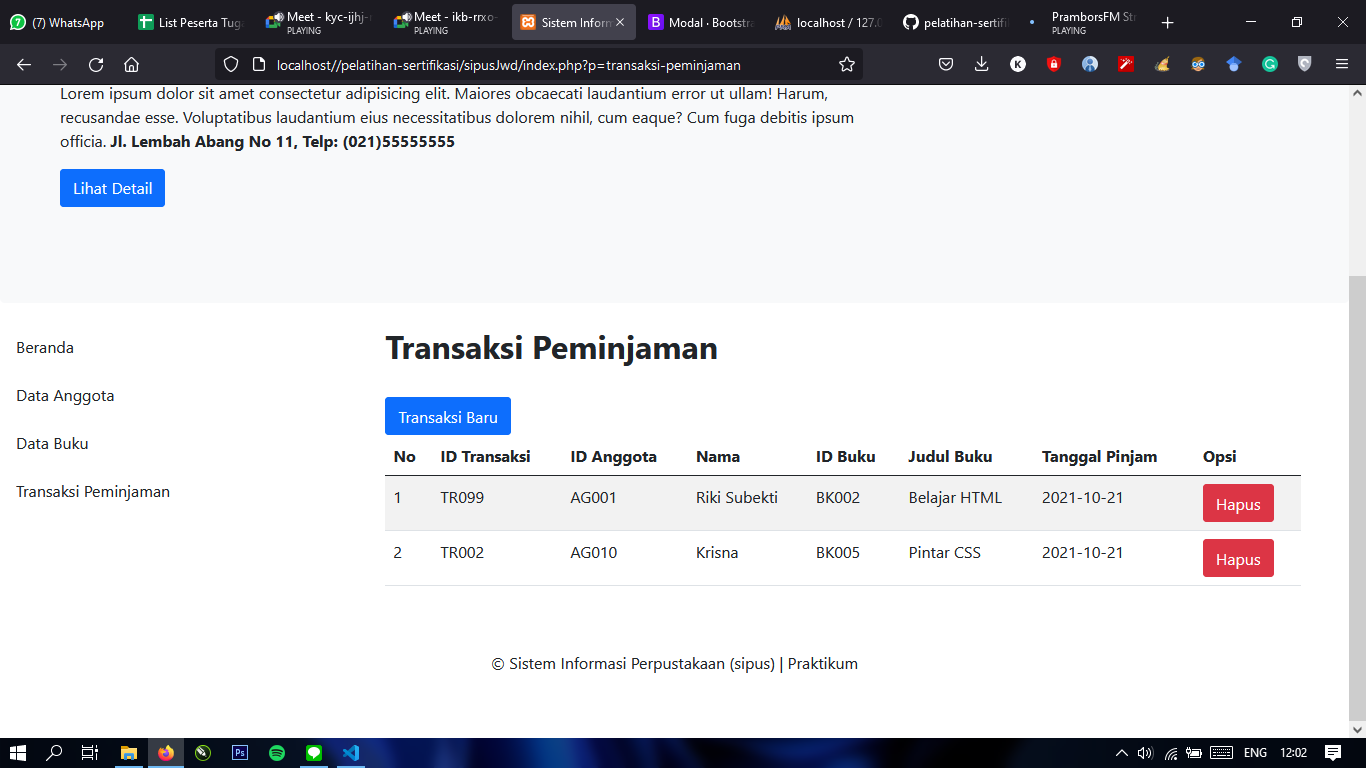 (7) WhatsApp
List Peserta Tuga
Meet - kyc-ijhj-
PLAYING
Meet - ikb-rrxo-
PLAYING
Sistem Inform
Modal · Bootstra
localhost / 127.0
pelatihan-sertifi
PramborsFM Str
PLAYING
localhost//pelatihan-sertifikasi/sipusJwd/index.php?p=transaksi-peminjaman
Lorem ipsum dolor sit amet consectetur adipisicing elit. Maiores obcaecati laudantium error ut ullam! Harum,
recusandae esse. Voluptatibus laudantium eius necessitatibus dolorem nihil, cum eaque? Cum fuga debitis ipsum
officia. Jl. Lembah Abang No 11, Telp: (021)55555555
Lihat Detail
Beranda
Data Anggota
Data Buku
Transaksi Peminjaman
Transaksi Peminjaman
Transaksi Baru
No ID Transaksi ID Anggota Nama ID Buku Judul Buku Tanggal Pinjam Opsi
1 TR099 AG001 Riki Subekti BK002 Belajar HTML 2021-10-21 Hapus
2 TR002 AG010 Krisna BK005 Pintar CSS 2021-10-21 Hapus
© Sistem Informasi Perpustakaan (sipus) | Praktikum
ENG 12:02